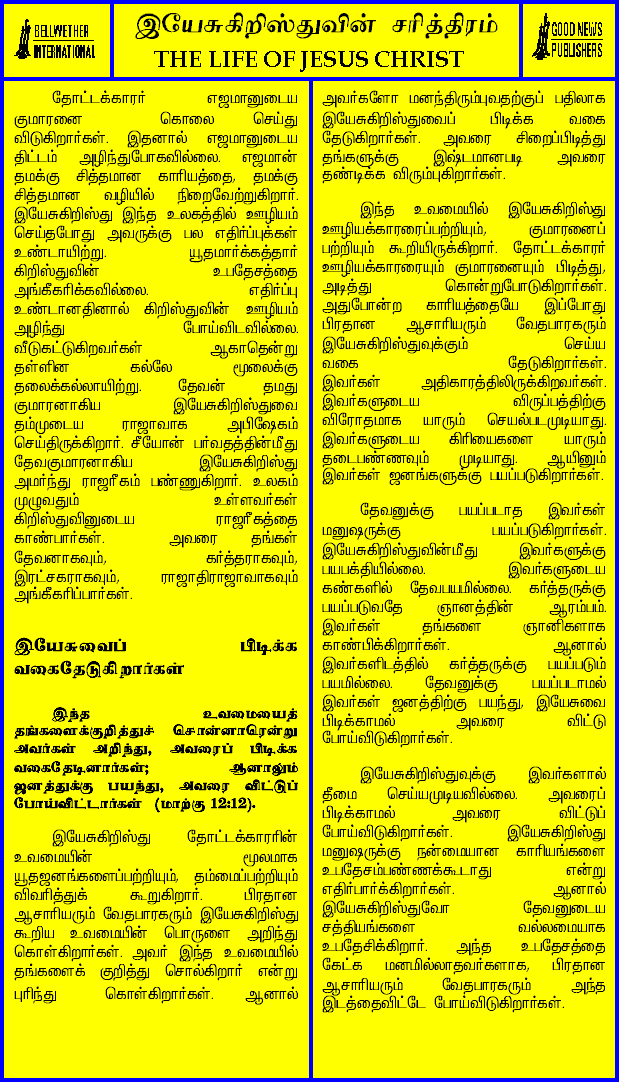 BELLWETHER
INTERNATIONAL
இயேசுகிறிஸ்துவின் சரித்திரம்
THE LIFE OF JESUS CHRIST
GOOD NEWS
PUBLISHERS
தோட்டக்காரர் எஜமானுடைய
குமாரனை கொலை செய்து
விடுகிறார்கள். இதனால் எஜமானுடைய
திட்டம் அழிந்துபோகவில்லை. எஜமான்
தமக்கு சித்தமான காரியத்தை, தமக்கு
சித்தமான வழியில் நிறைவேற்றுகிறார்.
இயேசுகிறிஸ்து இந்த உலகத்தில் ஊழியம்
செய்தபோது அவருக்கு பல எதிர்ப்புக்கள்
உண்டாயிற்று. யூதமார்க்கத்தார்
கிறிஸ்துவின் உபதேசத்தை
அங்கீகரிக்கவில்லை. எதிர்ப்பு
உண்டானதினால் கிறிஸ்துவின் ஊழியம்
அழிந்து போய்விடவில்லை.
வீடுகட்டுகிறவர்கள் ஆகாதென்று
தள்ளின கல்லே மூலைக்கு
தலைக்கல்லாயிற்று. தேவன் தமது
குமாரனாகிய இயேசுகிறிஸ்துவை
தம்முடைய ராஜாவாக அபிஷேகம்
செய்திருக்கிறார். சீயோன் பர்வதத்தின்மீது
தேவகுமாரனாகிய இயேசுகிறிஸ்து
அமர்ந்து ராஜரீகம் பண்ணுகிறார். உலகம்
முழுவதும் உள்ளவர்கள்
கிறிஸ்துவினுடைய ராஜரீகத்தை
காண்பார்கள். அவரை தங்கள்
தேவனாகவும், கர்த்தராகவும்,
இரட்சகராகவும், ராஜாதிராஜாவாகவும்
அங்கீகரிப்பார்கள்.
இயேசுவைப் பிடிக்க
வகைதேடுகிறார்கள்
இந்த உவமையைத்
தங்களைக்குறித்துச் சொன்னாரென்று
அவர்கள் அறிந்து, அவரைப் பிடிக்க
வகைதேடினார்கள்; ஆனாலும்
ஜனத்துக்கு பயந்து, அவரை விட்டுப்
போய்விட்டார்கள் (மாற்கு 12:12).
இயேசுகிறிஸ்து தோட்டக்காரரின்
உவமையின் மூலமாக
யூதஜனங்களைப்பற்றியும், தம்மைப்பற்றியும்
விவரித்துக் கூறுகிறார். பிரதான
ஆசாரியரும் வேதபாரகரும் இயேசுகிறிஸ்து
கூறிய உவமையின் பொருளை அறிந்து
கொள்கிறார்கள். அவர் இந்த உவமையில்
தங்களைக் குறித்து சொல்கிறார் என்று
புரிந்து கொள்கிறார்கள். ஆனால்
அவர்களோ மனந்திரும்புவதற்குப் பதிலாக
இயேசுகிறிஸ்துவைப் பிடிக்க வகை
தேடுகிறார்கள். அவரை சிறைப்பிடித்து
தங்களுக்கு இஷ்டமானபடி அவரை
தண்டிக்க விரும்புகிறார்கள்.
இந்த உவமையில் இயேசுகிறிஸ்து
ஊழியக்காரரைப்பற்றியும், குமாரனைப்
பற்றியும் கூறியிருக்கிறார். தோட்டக்காரர்
ஊழியக்காரரையும் குமாரனையும் பிடித்து,
அடித்து கொன்றுபோடுகிறார்கள்.
அதுபோன்ற காரியத்தையே இப்போது
பிரதான ஆசாரியரும் வேதபாரகரும்
இயேசுகிறிஸ்துவுக்கும் செய்ய
வகை தேடுகிறார்கள்.
இவர்கள் அதிகாரத்திலிருக்கிறவர்கள்.
இவர்களுடைய விருப்பத்திற்கு
விரோதமாக யாரும் செயல்படமுடியாது.
இவர்களுடைய கிரியைகளை யாரும்
தடைபண்ணவும் முடியாது. ஆயினும்
இவர்கள் ஜனங்களுக்கு பயப்படுகிறார்கள்.
தேவனுக்கு பயப்படாத இவர்கள்
மனுஷருக்கு பயப்படுகிறார்கள்.
இயேசுகிறிஸ்துவின்மீது இவர்களுக்கு
பயபக்தியில்லை. இவர்களுடைய
கண்களில் தேவபயமில்லை. கர்த்தருக்கு
பயப்படுவதே ஞானத்தின் ஆரம்பம்.
இவர்கள் தங்களை ஞானிகளாக
காண்பிக்கிறார்கள். ஆனால்
இவர்களிடத்தில் கர்த்தருக்கு பயப்படும்
பயமில்லை. தேவனுக்கு பயப்படாமல்
இவர்கள் ஜனத்திற்கு பயந்து, இயேசுவை
பிடிக்காமல் அவரை விட்டு
போய்விடுகிறார்கள்.
இயேசுகிறிஸ்துவுக்கு இவர்களால்
தீமை செய்யமுடியவில்லை. அவரைப்
பிடிக்காமல் அவரை விட்டுப்
போய்விடுகிறார்கள். இயேசுகிறிஸ்து
மனுஷருக்கு நன்மையான காரியங்களை
உபதேசம்பண்ணக்கூடாது என்று
எதிர்பார்க்கிறார்கள். ஆனால்
இயேசுகிறிஸ்துவோ தேவனுடைய
சத்தியங்களை வல்லமையாக
உபதேசிக்கிறார். அந்த உபதேசத்தை
கேட்க மனமில்லாதவர்களாக, பிரதான
ஆசாரியரும் வேதபாரகரும் அந்த
இடத்தைவிட்டே போய்விடுகிறார்கள்.